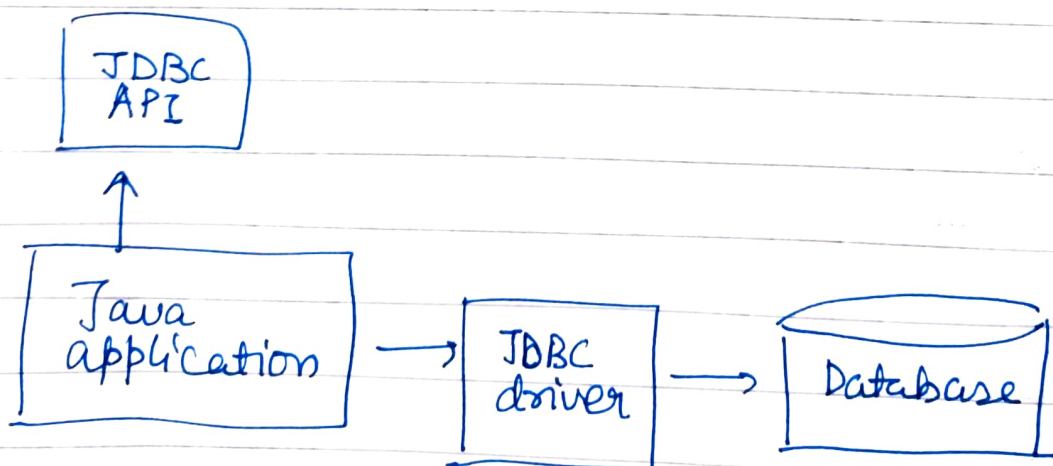 JDBC
API
Java
application
JDBC
driver
Database